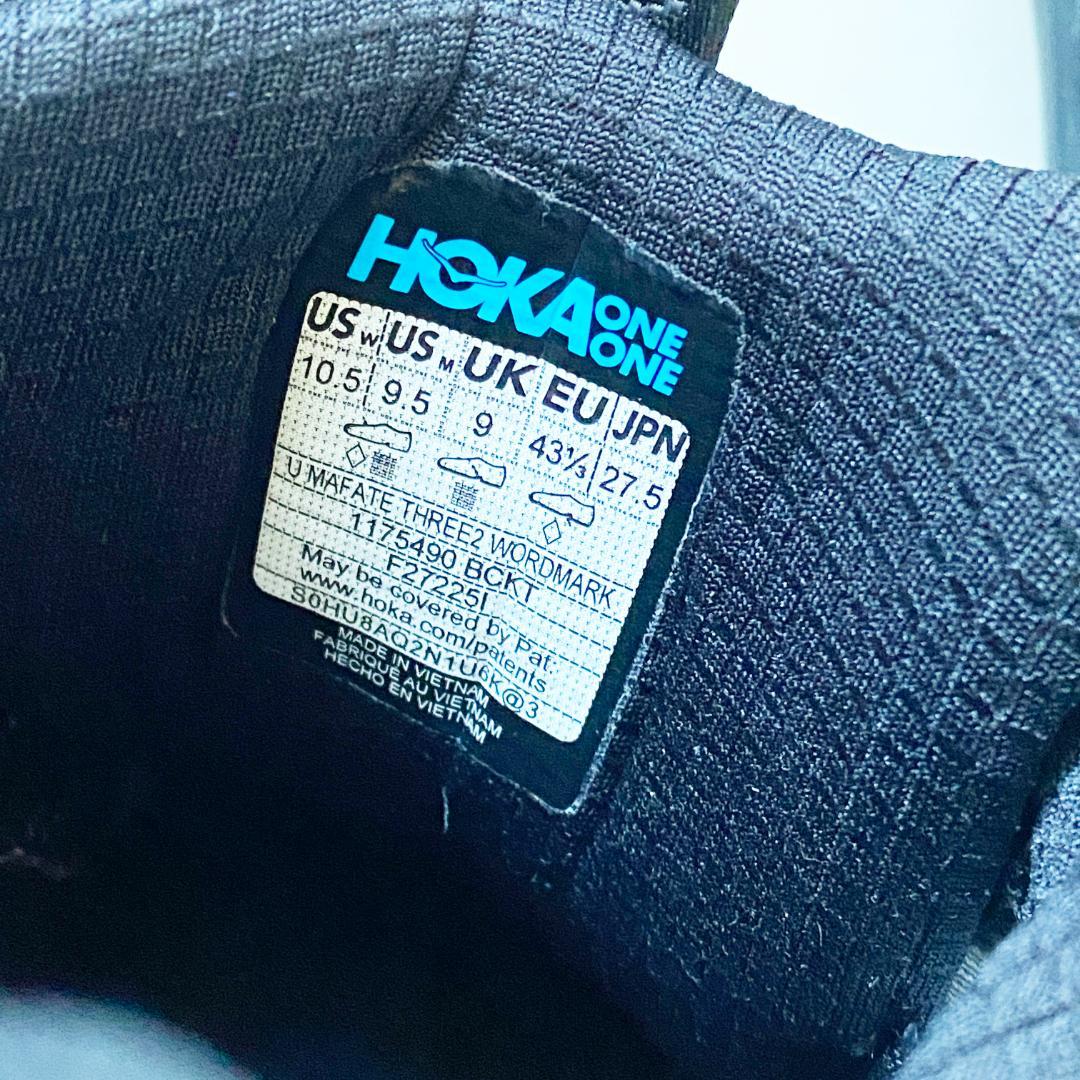 HOKA ONE ONE
US W US M UK EU JPN
10.5 9.5 9 43⅓ 27.5
U MAFATE THREE2 WORDMARK
1175490 BCKT
F27225I
May be covered by Pat.
www.hoka.com/patents
S0HU8AQ2N1U6K@3
MADE IN VIETNAM
FABRIQUE AU VIETNAM
HECHO EN VIETNAM